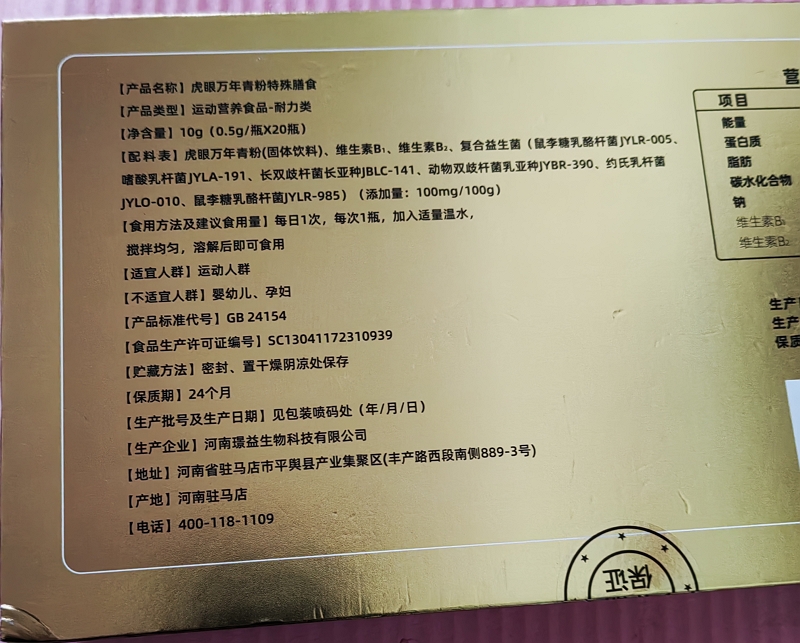 【产品名称】虎眼万年青粉特殊膳食
【产品类型】运动营养食品-耐力类
【净含量】10g（0.5g/瓶X20瓶）
【配料表】虎眼万年青粉(固体饮料)、维生素B₁、维生素B₂、复合益生菌（鼠李糖乳酪杆菌JYLR-005、
嗜酸乳杆菌JYLA-191、长双歧杆菌长亚种JBLC-141、动物双歧杆菌乳亚种JYBR-390、约氏乳杆菌
JYLO-010、鼠李糖乳酪杆菌JYLR-985）（添加量：100mg/100g）
【食用方法及建议食用量】每日1次，每次1瓶，加入适量温水，
搅拌均匀，溶解后即可食用
【适宜人群】运动人群
【不适宜人群】婴幼儿、孕妇
【产品标准代号】GB 24154
【食品生产许可证编号】SC13041172310939
【贮藏方法】密封、置干燥阴凉处保存
【保质期】24个月
【生产批号及生产日期】见包装喷码处（年/月/日）
【生产企业】河南璟益生物科技有限公司
【地址】河南省驻马店市平舆县产业集聚区(丰产路西段南侧889-3号)
【产地】河南驻马店
【电话】400-118-1109
营
项目
能量
蛋白质
脂肪
碳水化合物
钠
维生素B₁
维生素B₂
生产
生产
保质
保证